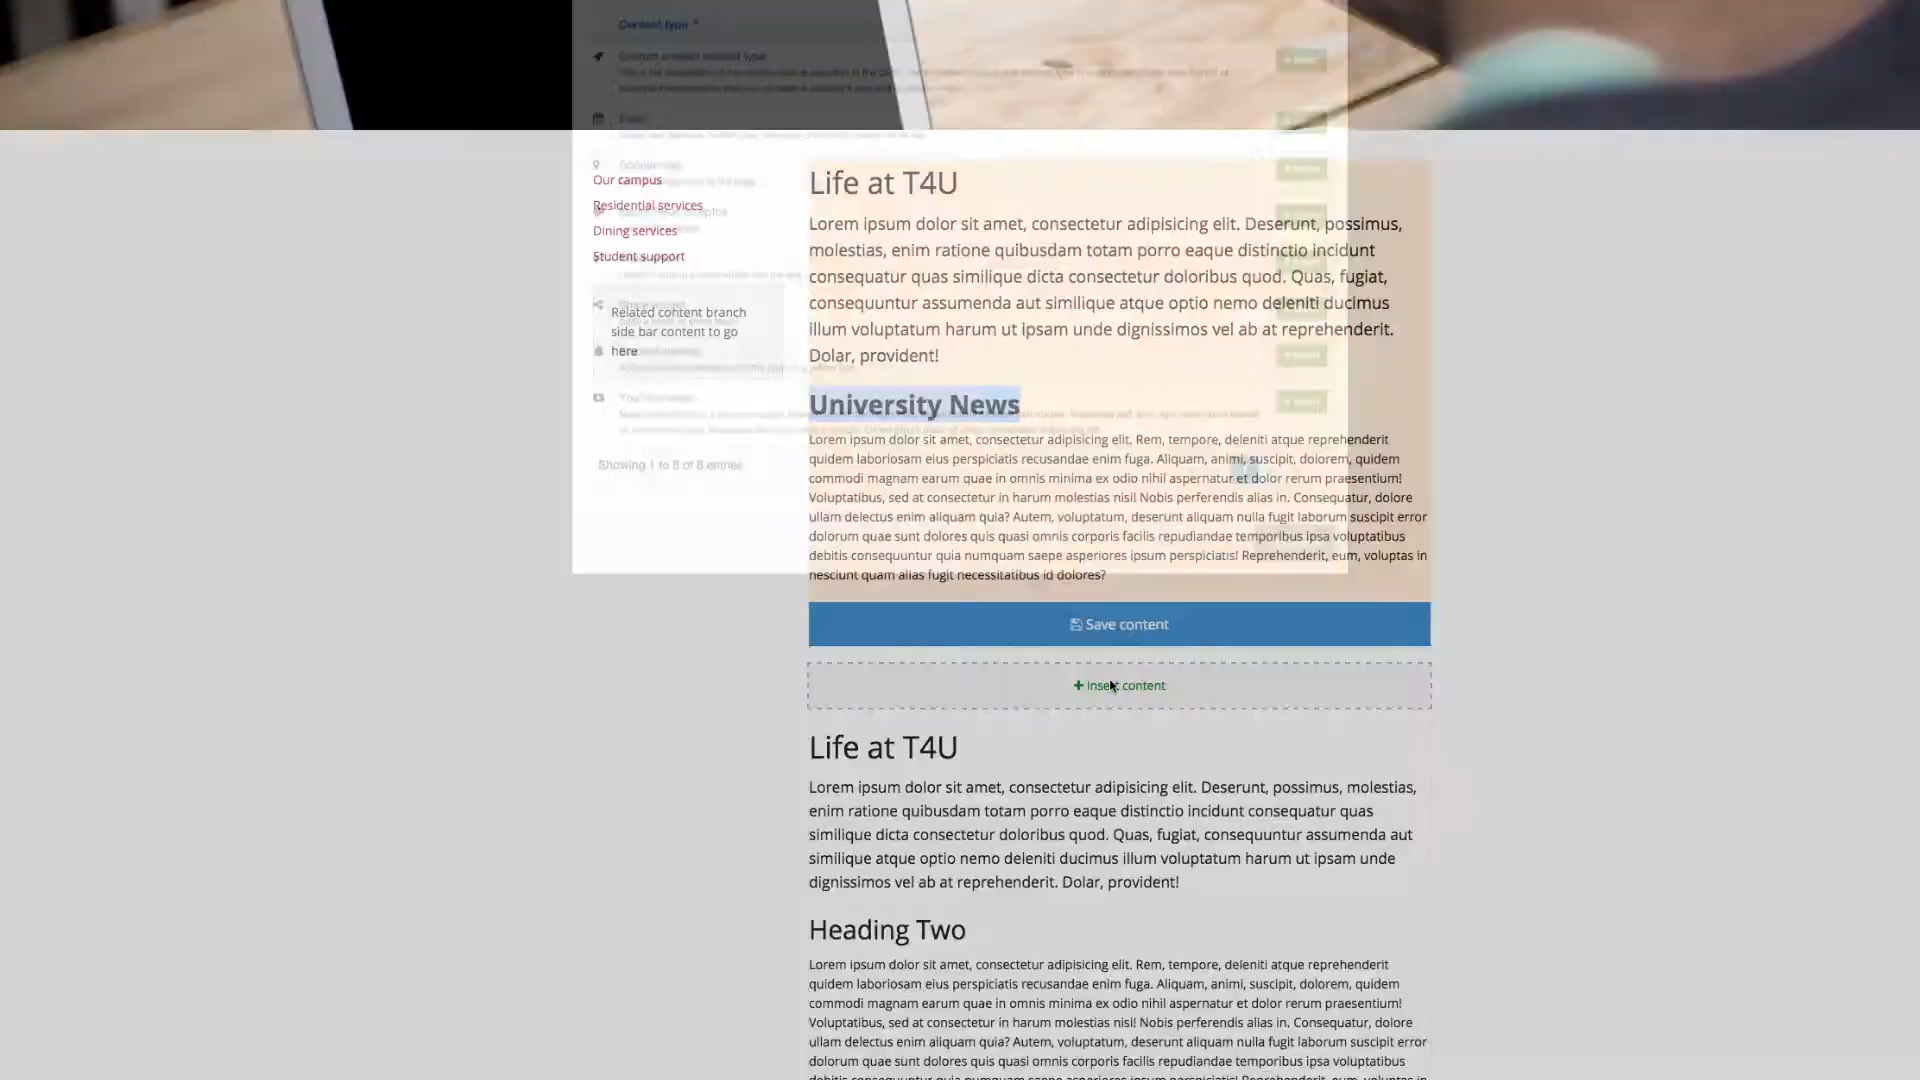 Content type *
Our campus
Residential services
Dining services
Student support
Related content branch
side bar content to go
here
Showing 1 to 8 of 8 entries
Life at T4U
Lorem ipsum dolor sit amet, consectetur adipisicing elit. Deserunt, possimus,
molestias, enim ratione quibusdam totam porro eaque distinctio incidunt
consequatur quas similique dicta consectetur doloribus quod. Quas, fugiat,
consequuntur assumenda aut similique atque optio nemo deleniti ducimus
illum voluptatum harum ut ipsam unde dignissimos vel ab at reprehenderit.
Dolar, provident!
University News
Lorem ipsum dolor sit amet, consectetur adipisicing elit. Rem, tempore, deleniti atque reprehenderit
quidem laboriosam eius perspiciatis recusandae enim fuga. Aliquam, animi, suscipit, dolorem, quidem
commodi magnam earum quae in omnis minima ex odio nihil aspernatur et dolor rerum praesentium!
Voluptatibus, sed at consectetur in harum molestias nisi! Nobis perferendis alias in. Consequatur, dolore
ullam delectus enim aliquam quia? Autem, voluptatum, deserunt aliquam nulla fugit laborum suscipit error
dolorum quae sunt dolores quis quasi omnis corporis facilis repudiandae temporibus ipsa voluptatibus
debitis consequuntur quia numquam saepe asperiores ipsum perspiciatis! Reprehenderit, eum, voluptas in
nesciunt quam alias fugit necessitatibus id dolores?
Save content
Insert content
Life at T4U
Lorem ipsum dolor sit amet, consectetur adipisicing elit. Deserunt, possimus, molestias,
enim ratione quibusdam totam porro eaque distinctio incidunt consequatur quas
similique dicta consectetur doloribus quod. Quas, fugiat, consequuntur assumenda aut
similique atque optio nemo deleniti ducimus illum voluptatum harum ut ipsam unde
dignissimos vel ab at reprehenderit. Dolar, provident!
Heading Two
Lorem ipsum dolor sit amet, consectetur adipisicing elit. Rem, tempore, deleniti atque reprehenderit
quidem laboriosam eius perspiciatis recusandae enim fuga. Aliquam, animi, suscipit, dolorem, quidem
commodi magnam earum quae in omnis minima ex odio nihil aspernatur et dolor rerum praesentium!
Voluptatibus, sed at consectetur in harum molestias nisi! Nobis perferendis alias in. Consequatur, dolore
ullam delectus enim aliquam quia? Autem, voluptatum, deserunt aliquam nulla fugit laborum suscipit error
dolorum quae sunt dolores quis quasi omnis corporis facilis repudiandae temporibus ipsa voluptatibus